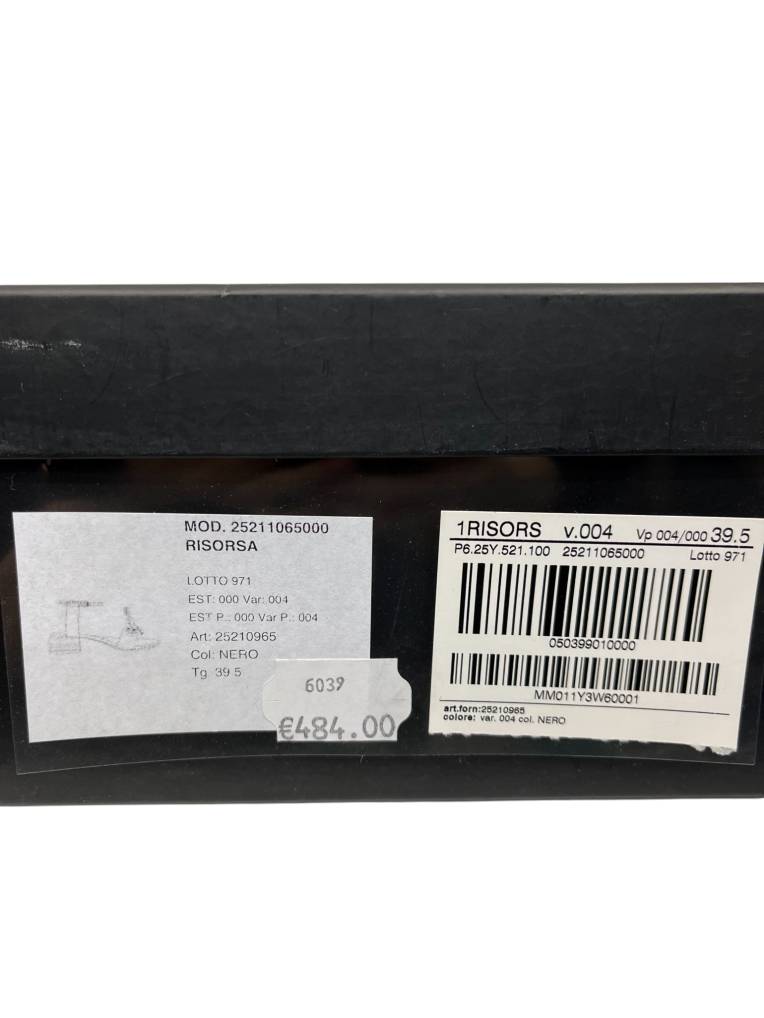 MOD. 25211065000
RISORSA
LOTTO 971
EST: 000 Var: 004
EST P.: 000 Var P.: 004
Art: 25210965
Col: NERO
Tg 39 5
6039
€484.00
1RISORS v.004 Vp 004/000 39.5
P6.25Y.521.100 25211065000 Lotto 971
050399010000
MM011Y3W60001
art.forn:25210965
colore: var. 004 col. NERO